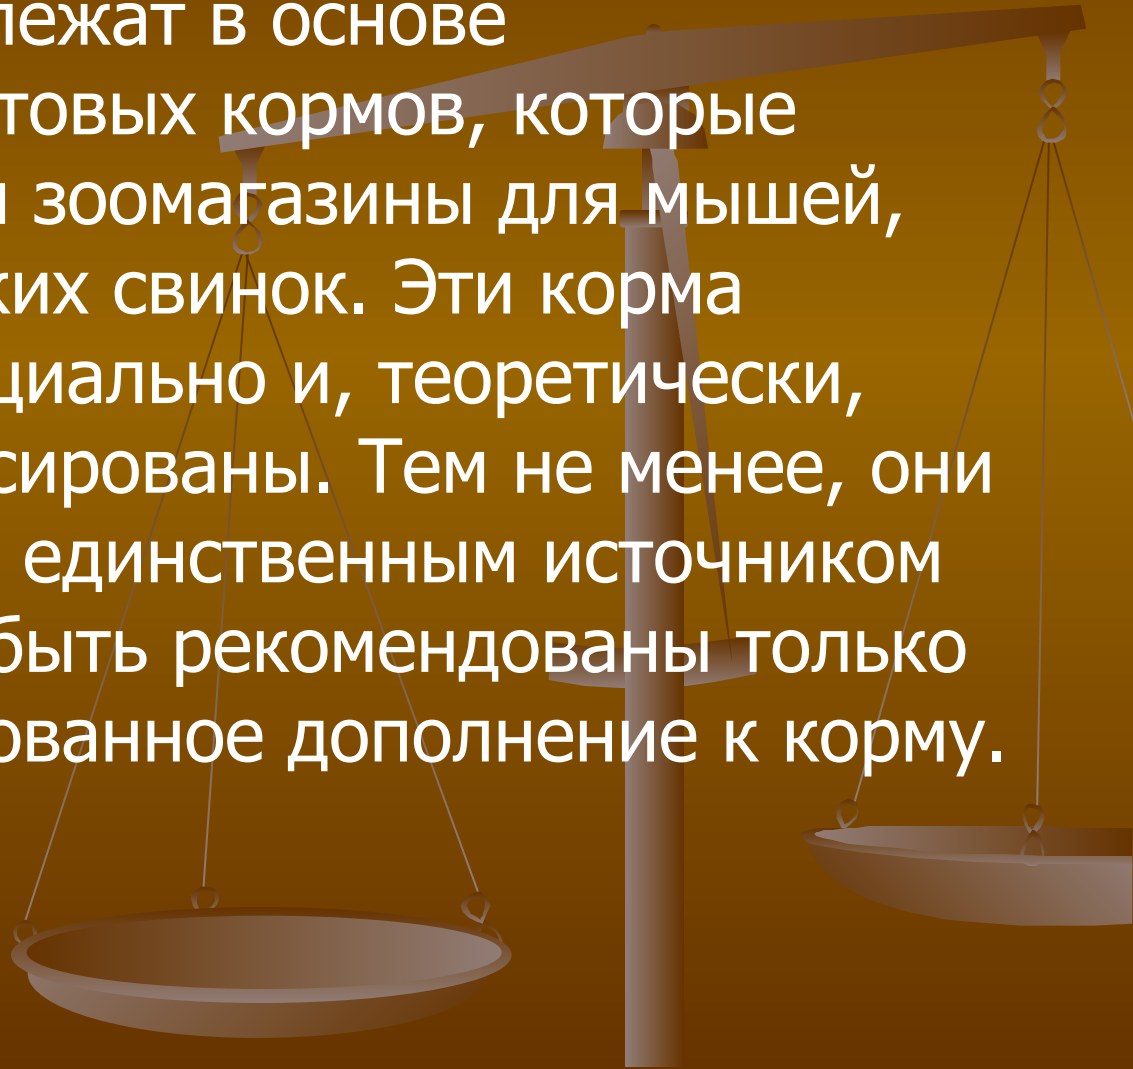 лежат в основе
товых кормов, которые
и зоомагазины для мышей,
ких свинок. Эти корма
циально и, теоретически,
сированы. Тем не менее, они
единственным источником
быть рекомендованы только
ованное дополнение к корму.